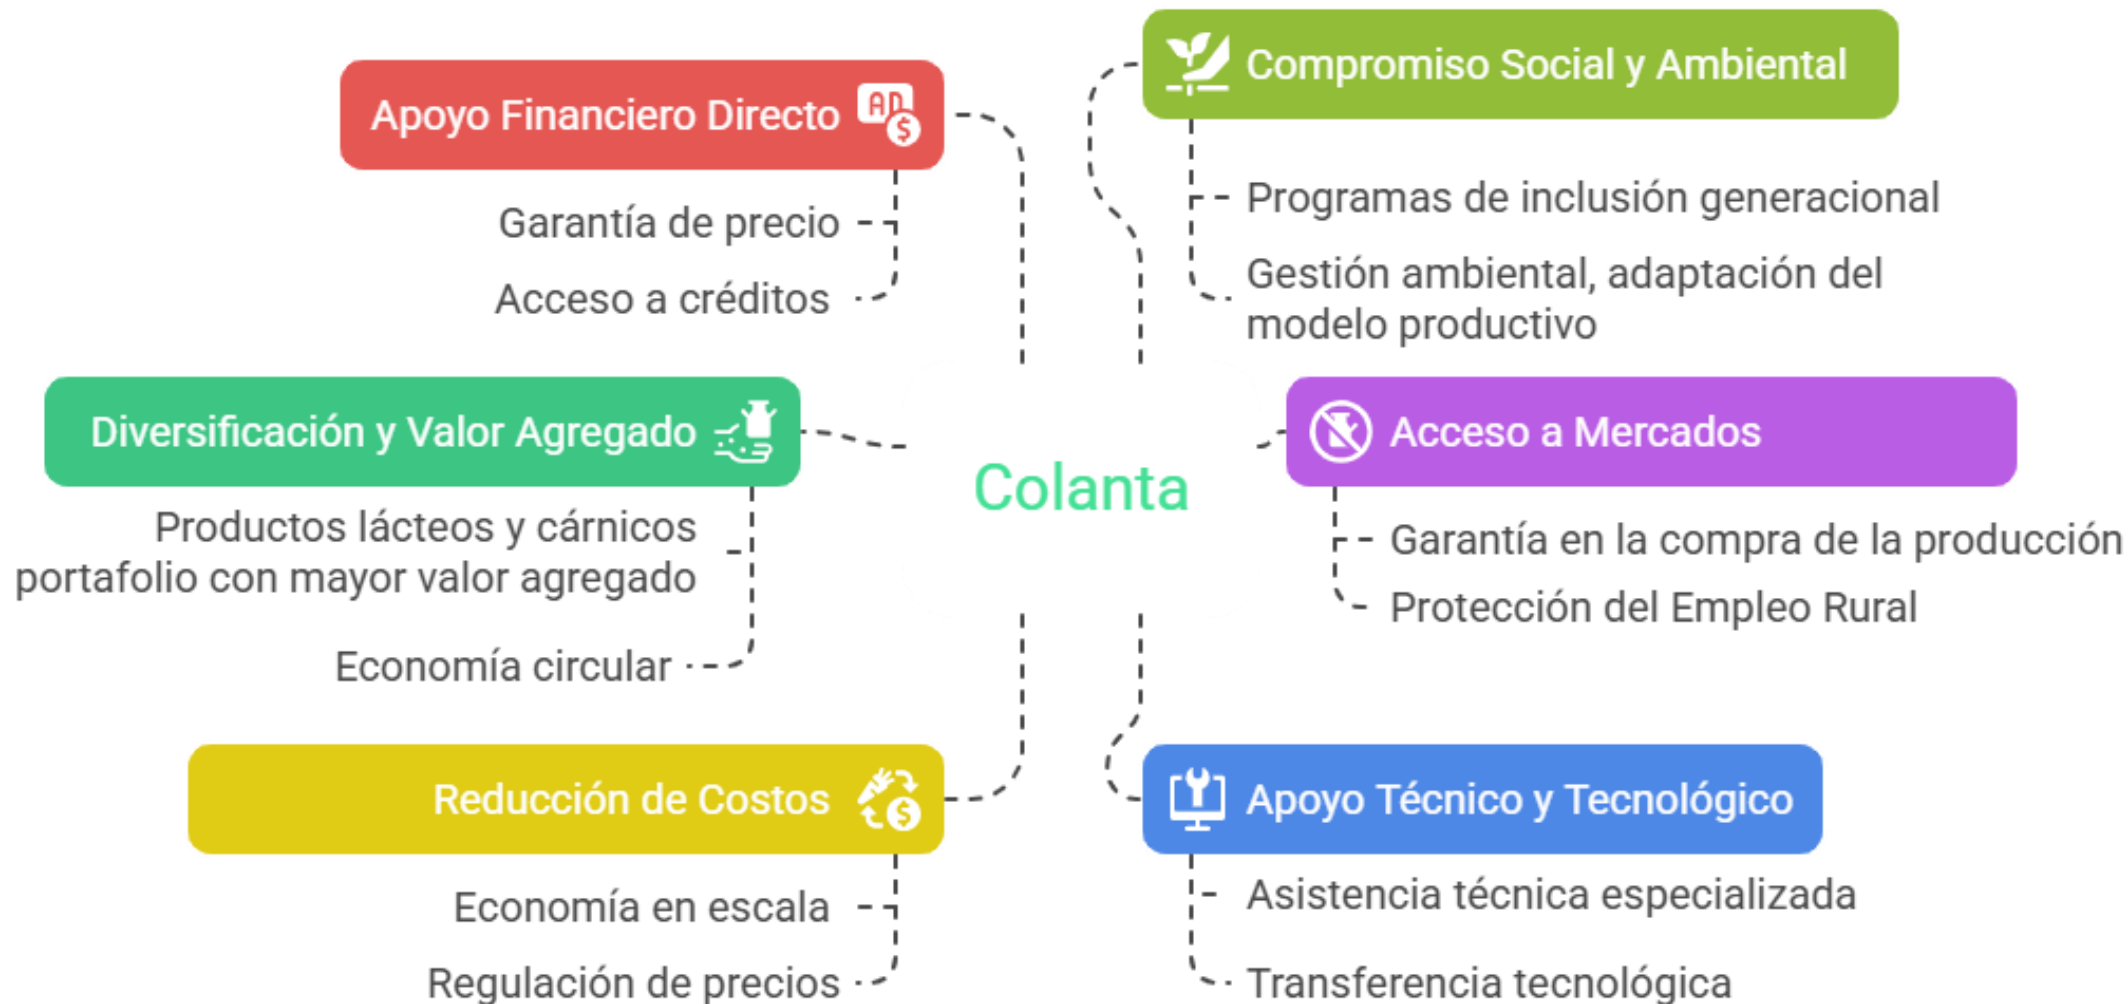 Apoyo Financiero Directo
Garantía de precio
Acceso a créditos
Diversificación y Valor Agregado
Productos lácteos y cárnicos
portafolio con mayor valor agregado
Economía circular
Reducción de Costos
Economía en escala
Regulación de precios
Colanta
Compromiso Social y Ambiental
Programas de inclusión generacional
Gestión ambiental, adaptación del
modelo productivo
Acceso a Mercados
Garantía en la compra de la producción
Protección del Empleo Rural
Apoyo Técnico y Tecnológico
Asistencia técnica especializada
Transferencia tecnológica